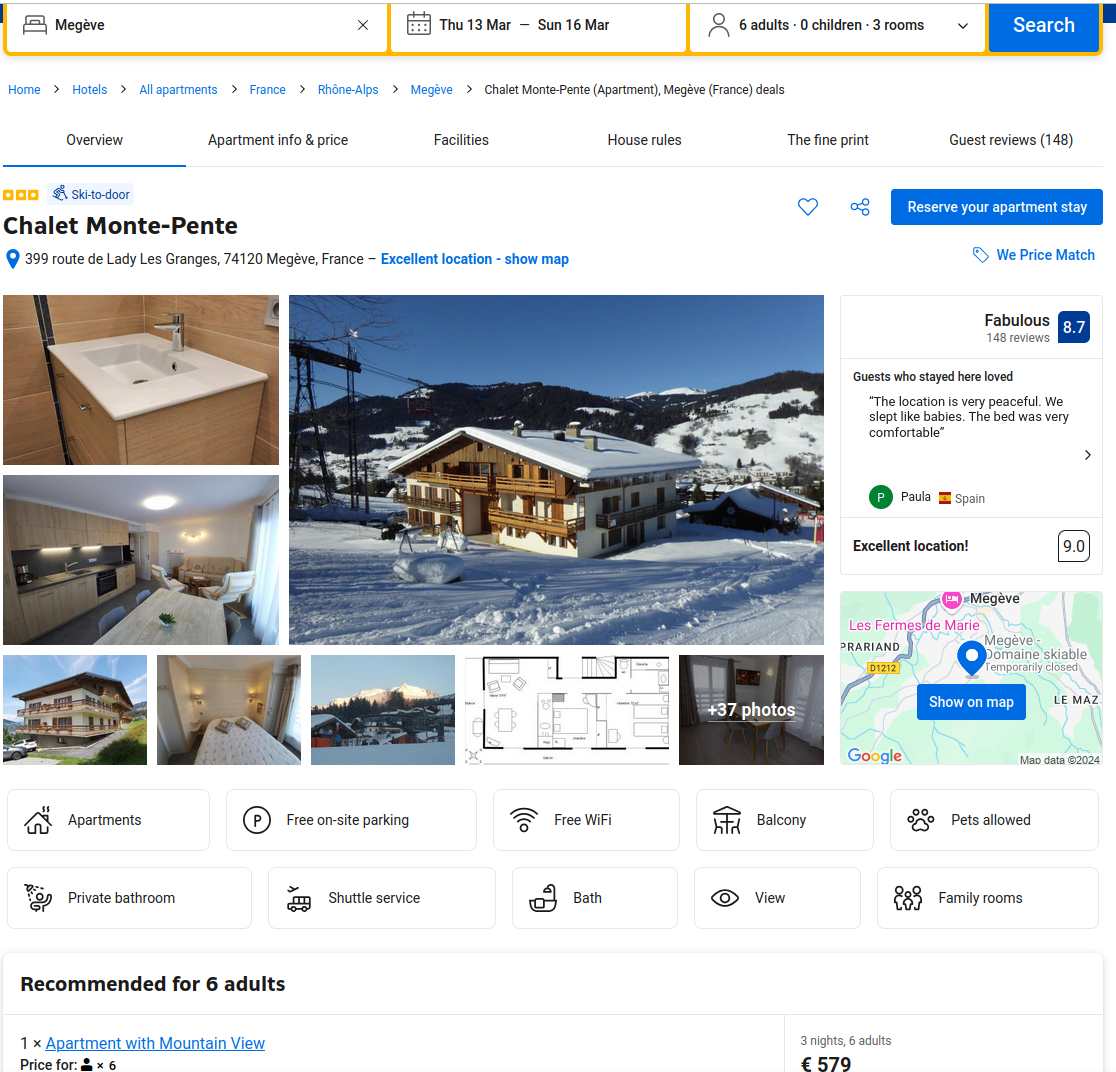 Megève
Thu 13 Mar — Sun 16 Mar
6 adults · 0 children · 3 rooms
Search
Home > Hotels > All apartments > France > Rhône-Alps > Megève > Chalet Monte-Pente (Apartment), Megève (France) deals
Overview
Apartment info & price
Facilities
House rules
The fine print
Guest reviews (148)
Ski-to-door
Chalet Monte-Pente
Reserve your apartment stay
399 route de Lady Les Granges, 74120 Megève, France – Excellent location - show map
We Price Match
Fabulous
148 reviews
8.7
Guests who stayed here loved
“The location is very peaceful. We
slept like babies. The bed was very
comfortable”
P
Paula
Spain
Excellent location!
9.0
Megève
Les Fermes de Marie
PRARIAND
D1212
Megève -
Domaine skiable
Temporarily closed
LE MAZ
Show on map
Google
Map data ©2024
+37 photos
Apartments
P
Free on-site parking
Free WiFi
Balcony
Pets allowed
Private bathroom
Shuttle service
Bath
View
Family rooms
Recommended for 6 adults
1 × Apartment with Mountain View
Price for: × 6
3 nights, 6 adults
€ 579